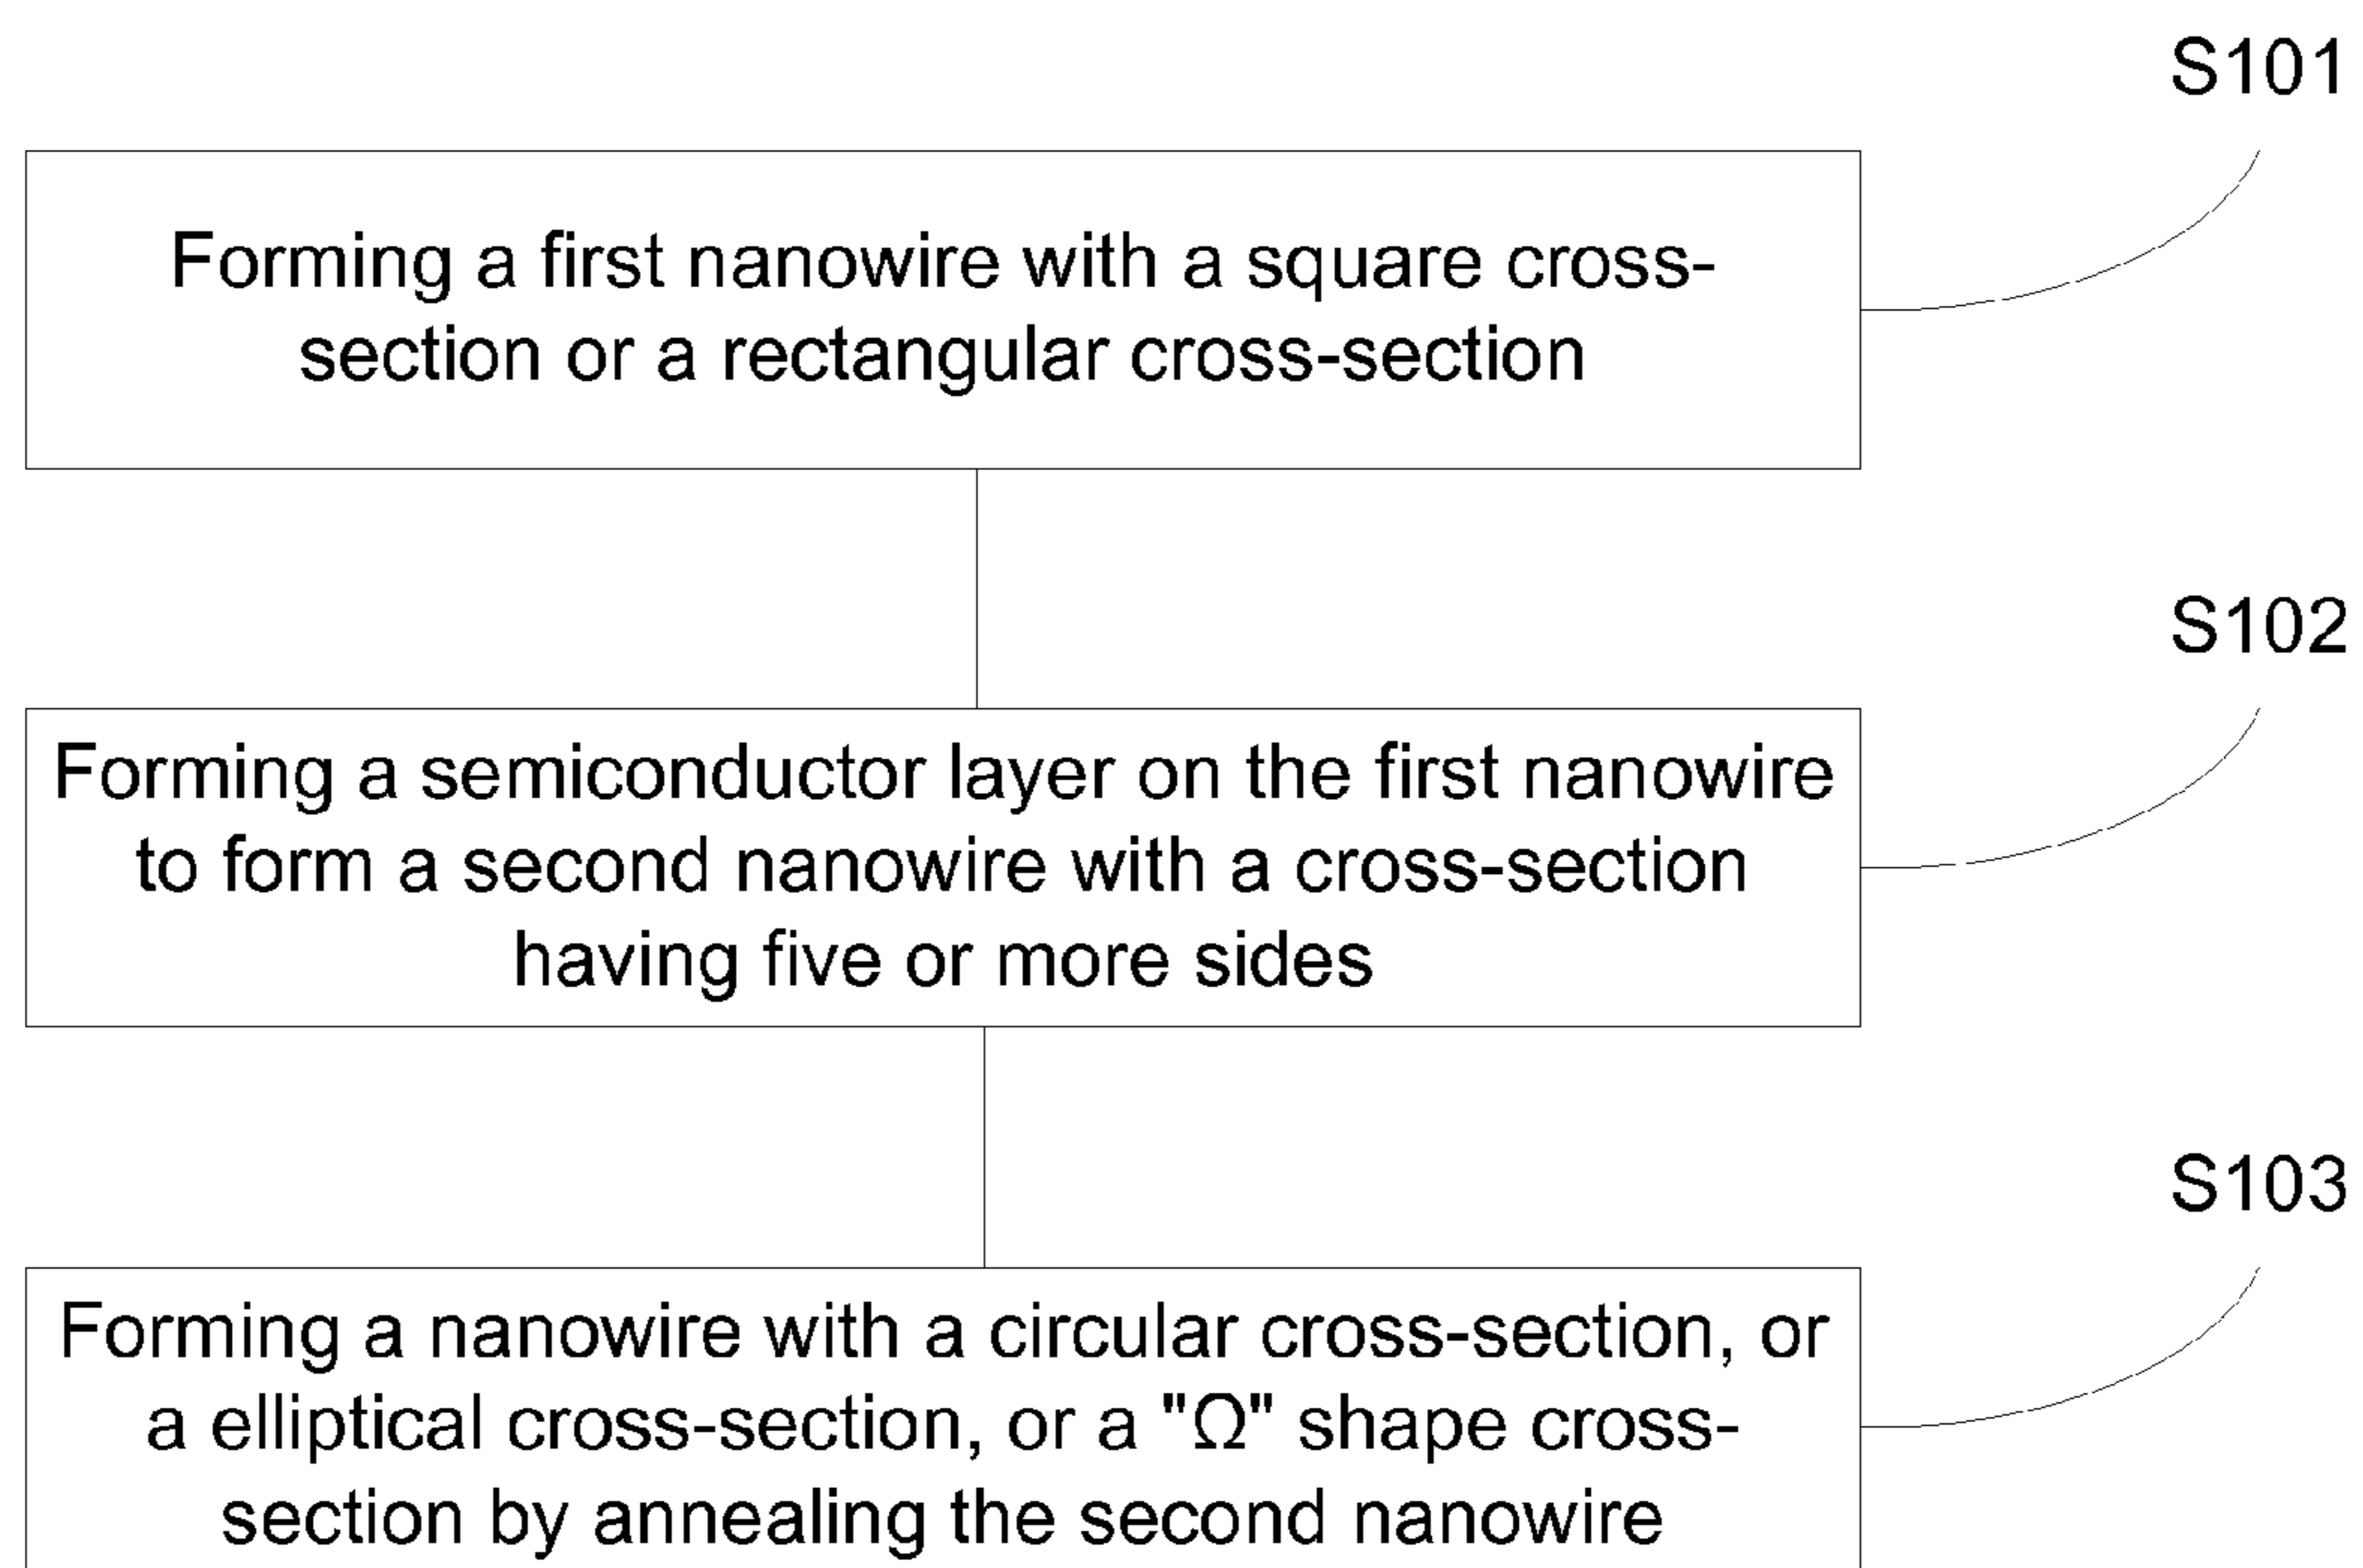 S101
Forming a first nanowire with a square cross-
section or a rectangular cross-section
S102
Forming a semiconductor layer on the first nanowire
to form a second nanowire with a cross-section
having five or more sides
S103
Forming a nanowire with a circular cross-section, or
a elliptical cross-section, or a "Ω" shape cross-
section by annealing the second nanowire